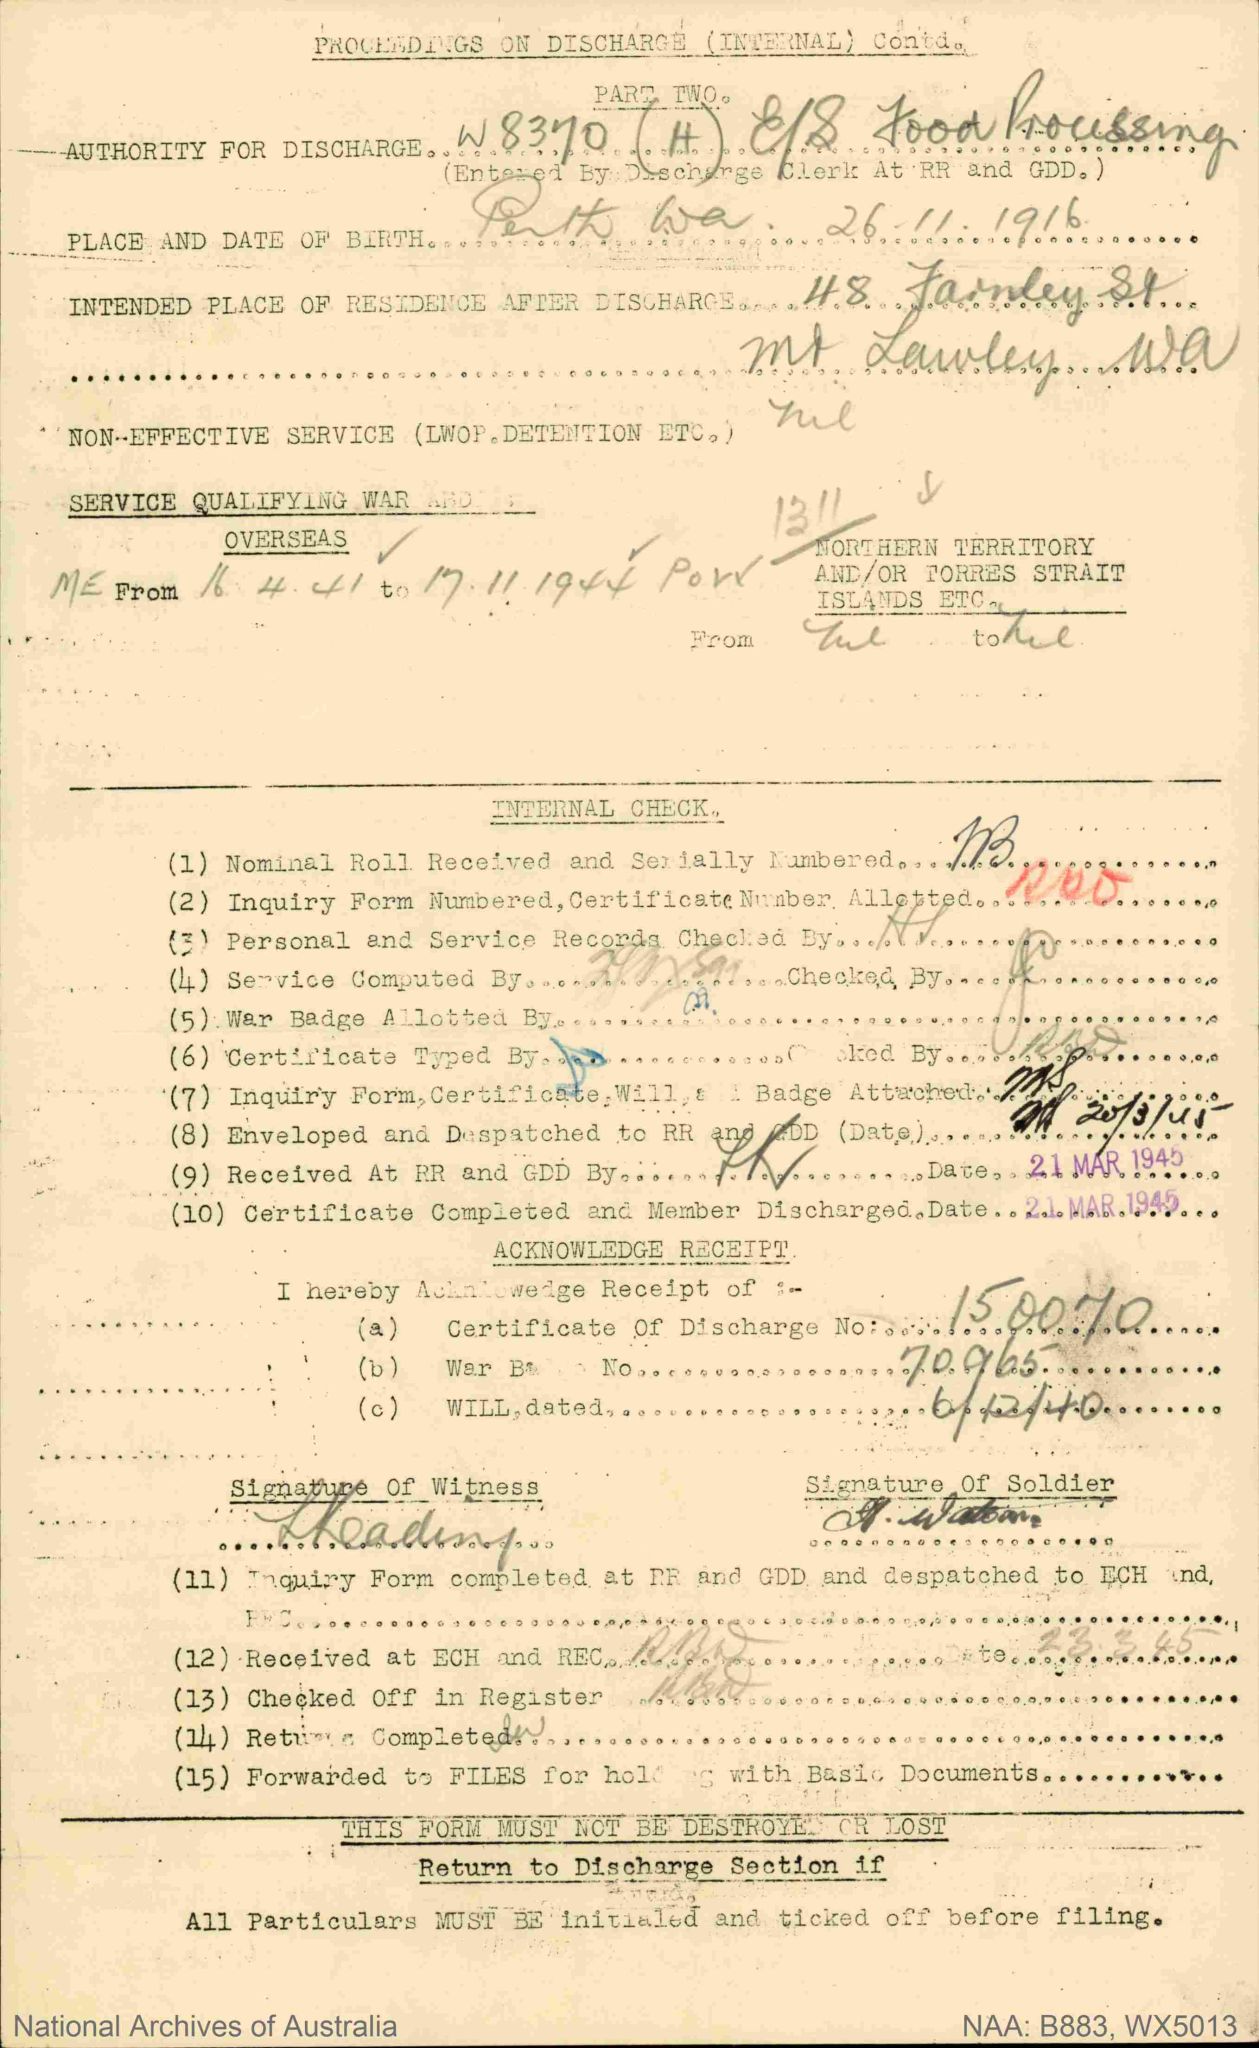 PROCEEDINGS ON DISCHARGE (INTERNAL) Contd.
PART TWO.
AUTHORITY FOR DISCHARGE. W 8370 (H) E/S Food Processing
(Entered By Discharge Clerk At RR and GDD.)
PLACE AND DATE OF BIRTH. Perth Wa. 26.11.1916
INTENDED PLACE OF RESIDENCE AFTER DISCHARGE. 48 Farnley St
Mt Lawley WA
NON-EFFECTIVE SERVICE (LWOP.DETENTION ETC.) nil
SERVICE QUALIFYING WAR
1311
OVERSEAS
NORTHERN TERRITORY
AND/OR TORRES STRAIT
ISLANDS ETC.
ME From 16.4.41 to 17.11.1944 POW
From Nil to Nil
INTERNAL CHECK.
(1) Nominal Roll Received and Serially Numbered.
(2) Inquiry Form Numbered, Certificate Number Allotted.
(3) Personal and Service Records Checked By.
(4) Service Computed By. Checked By.
(5) War Badge Allotted By.
(6) Certificate Typed By. Checked By.
(7) Inquiry Form, Certificate, Will, Badge Attached.
(8) Enveloped and Despatched to RR and GDD (Date). 20/3/45
(9) Received At RR and GDD By. Date. 21 MAR 1945
(10) Certificate Completed and Member Discharged. Date. 21 MAR 1945
ACKNOWLEDGE RECEIPT.
I hereby Acknowedge Receipt of :-
(a) Certificate Of Discharge No: 150070
(b) War Badge No. 70965
(c) WILL, dated. 6/12/40
Signature Of Witness Signature Of Soldier
Watson
(11) Inquiry Form completed at RR and GDD and despatched to ECH and,
REC.
(12) Received at ECH and REC. Date. 23.3.45
(13) Checked Off in Register
(14) Returns Completed.
(15) Forwarded to FILES for holding with Basic Documents.
THIS FORM MUST NOT BE DESTROYED OR LOST
Return to Discharge Section if
All Particulars MUST BE initialed and ticked off before filing.
National Archives of Australia NAA: B883, WX5013